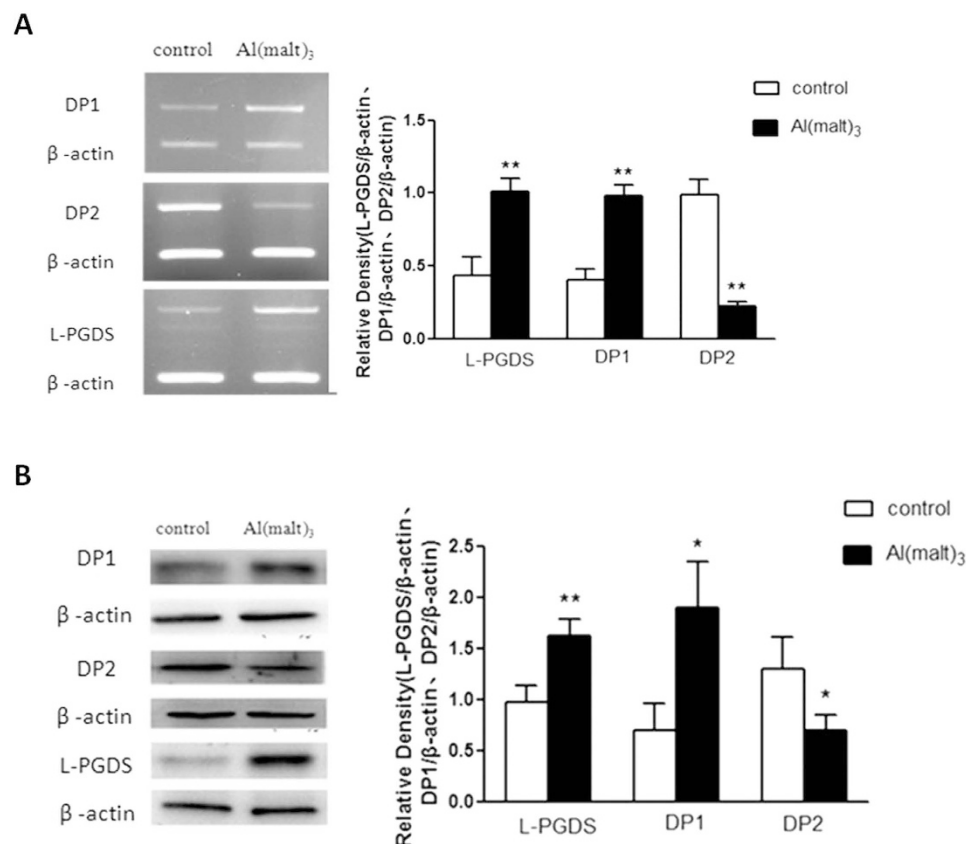 A
control Al(malt)₃
DP1
β -actin
DP2
β -actin
L-PGDS
β -actin
Relative Density(L-PGDS/β-actin、
DP1/β-actin、DP2/β-actin)
1.5
1.0
0.5
0.0
** ** **
L-PGDS DP1 DP2
control
Al(malt)₃
B
control Al(malt)₃
DP1
β -actin
DP2
β -actin
L-PGDS
β -actin
Relative Density(L-PGDS/β-actin、
DP1/β-actin、DP2/β-actin)
2.5
2.0
1.5
1.0
0.5
0.0
** * *
L-PGDS DP1 DP2
control
Al(malt)₃